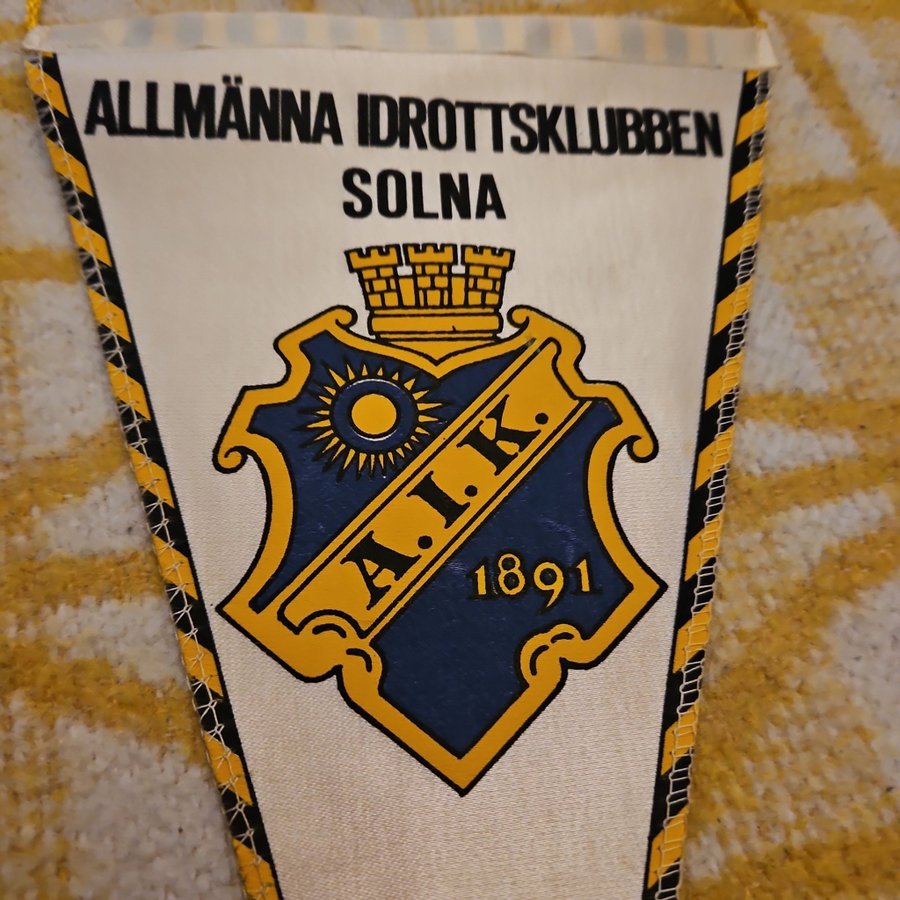 ALLMÄNNA IDROTTSKLUBBEN
SOLNA
A.I.K.
1891